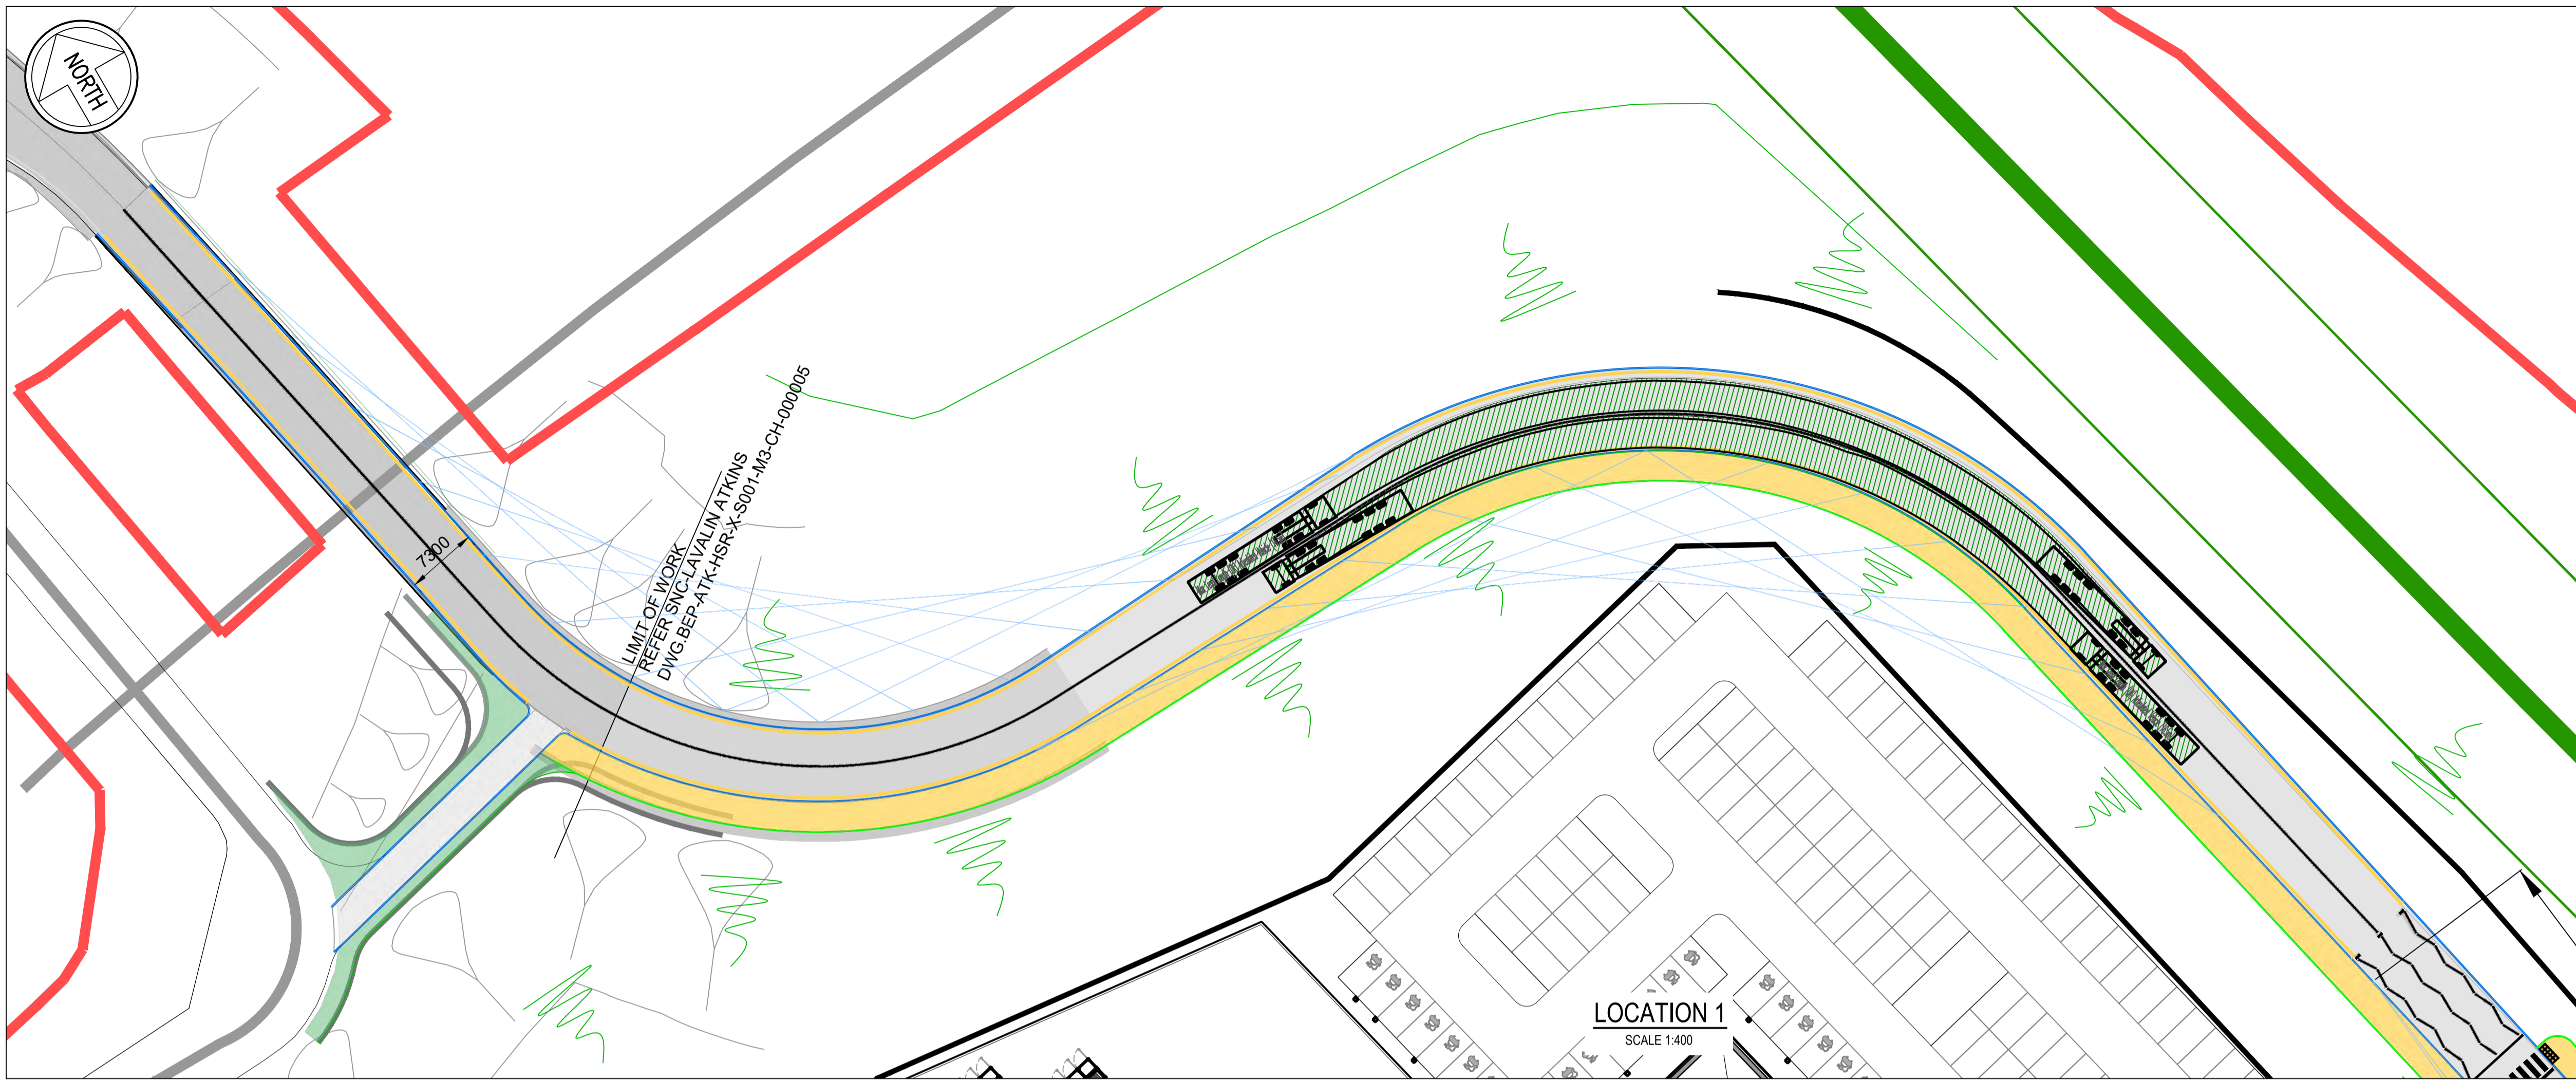 NORTH
LIMIT OF WORK
REFER SNC-LAVALIN ATKINS
DWG.BEP-ATK-HSR-X-S001-M3-CH-000005
7300
LOCATION 1
SCALE 1:400